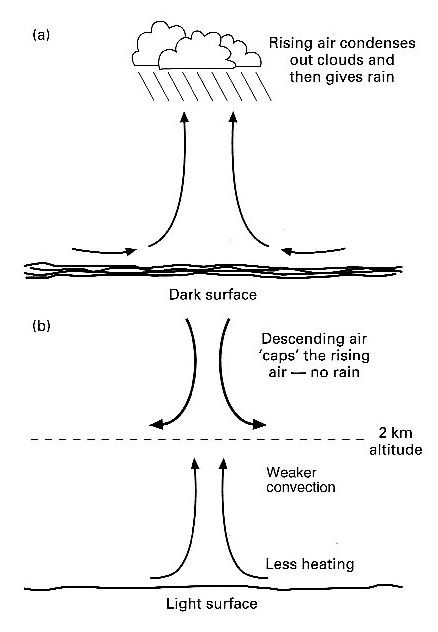 (a)
Rising air condenses
out clouds and
then gives rain
Dark surface
(b)
Descending air
'caps' the rising
air — no rain
2 km
altitude
Weaker
convection
Less heating
Light surface